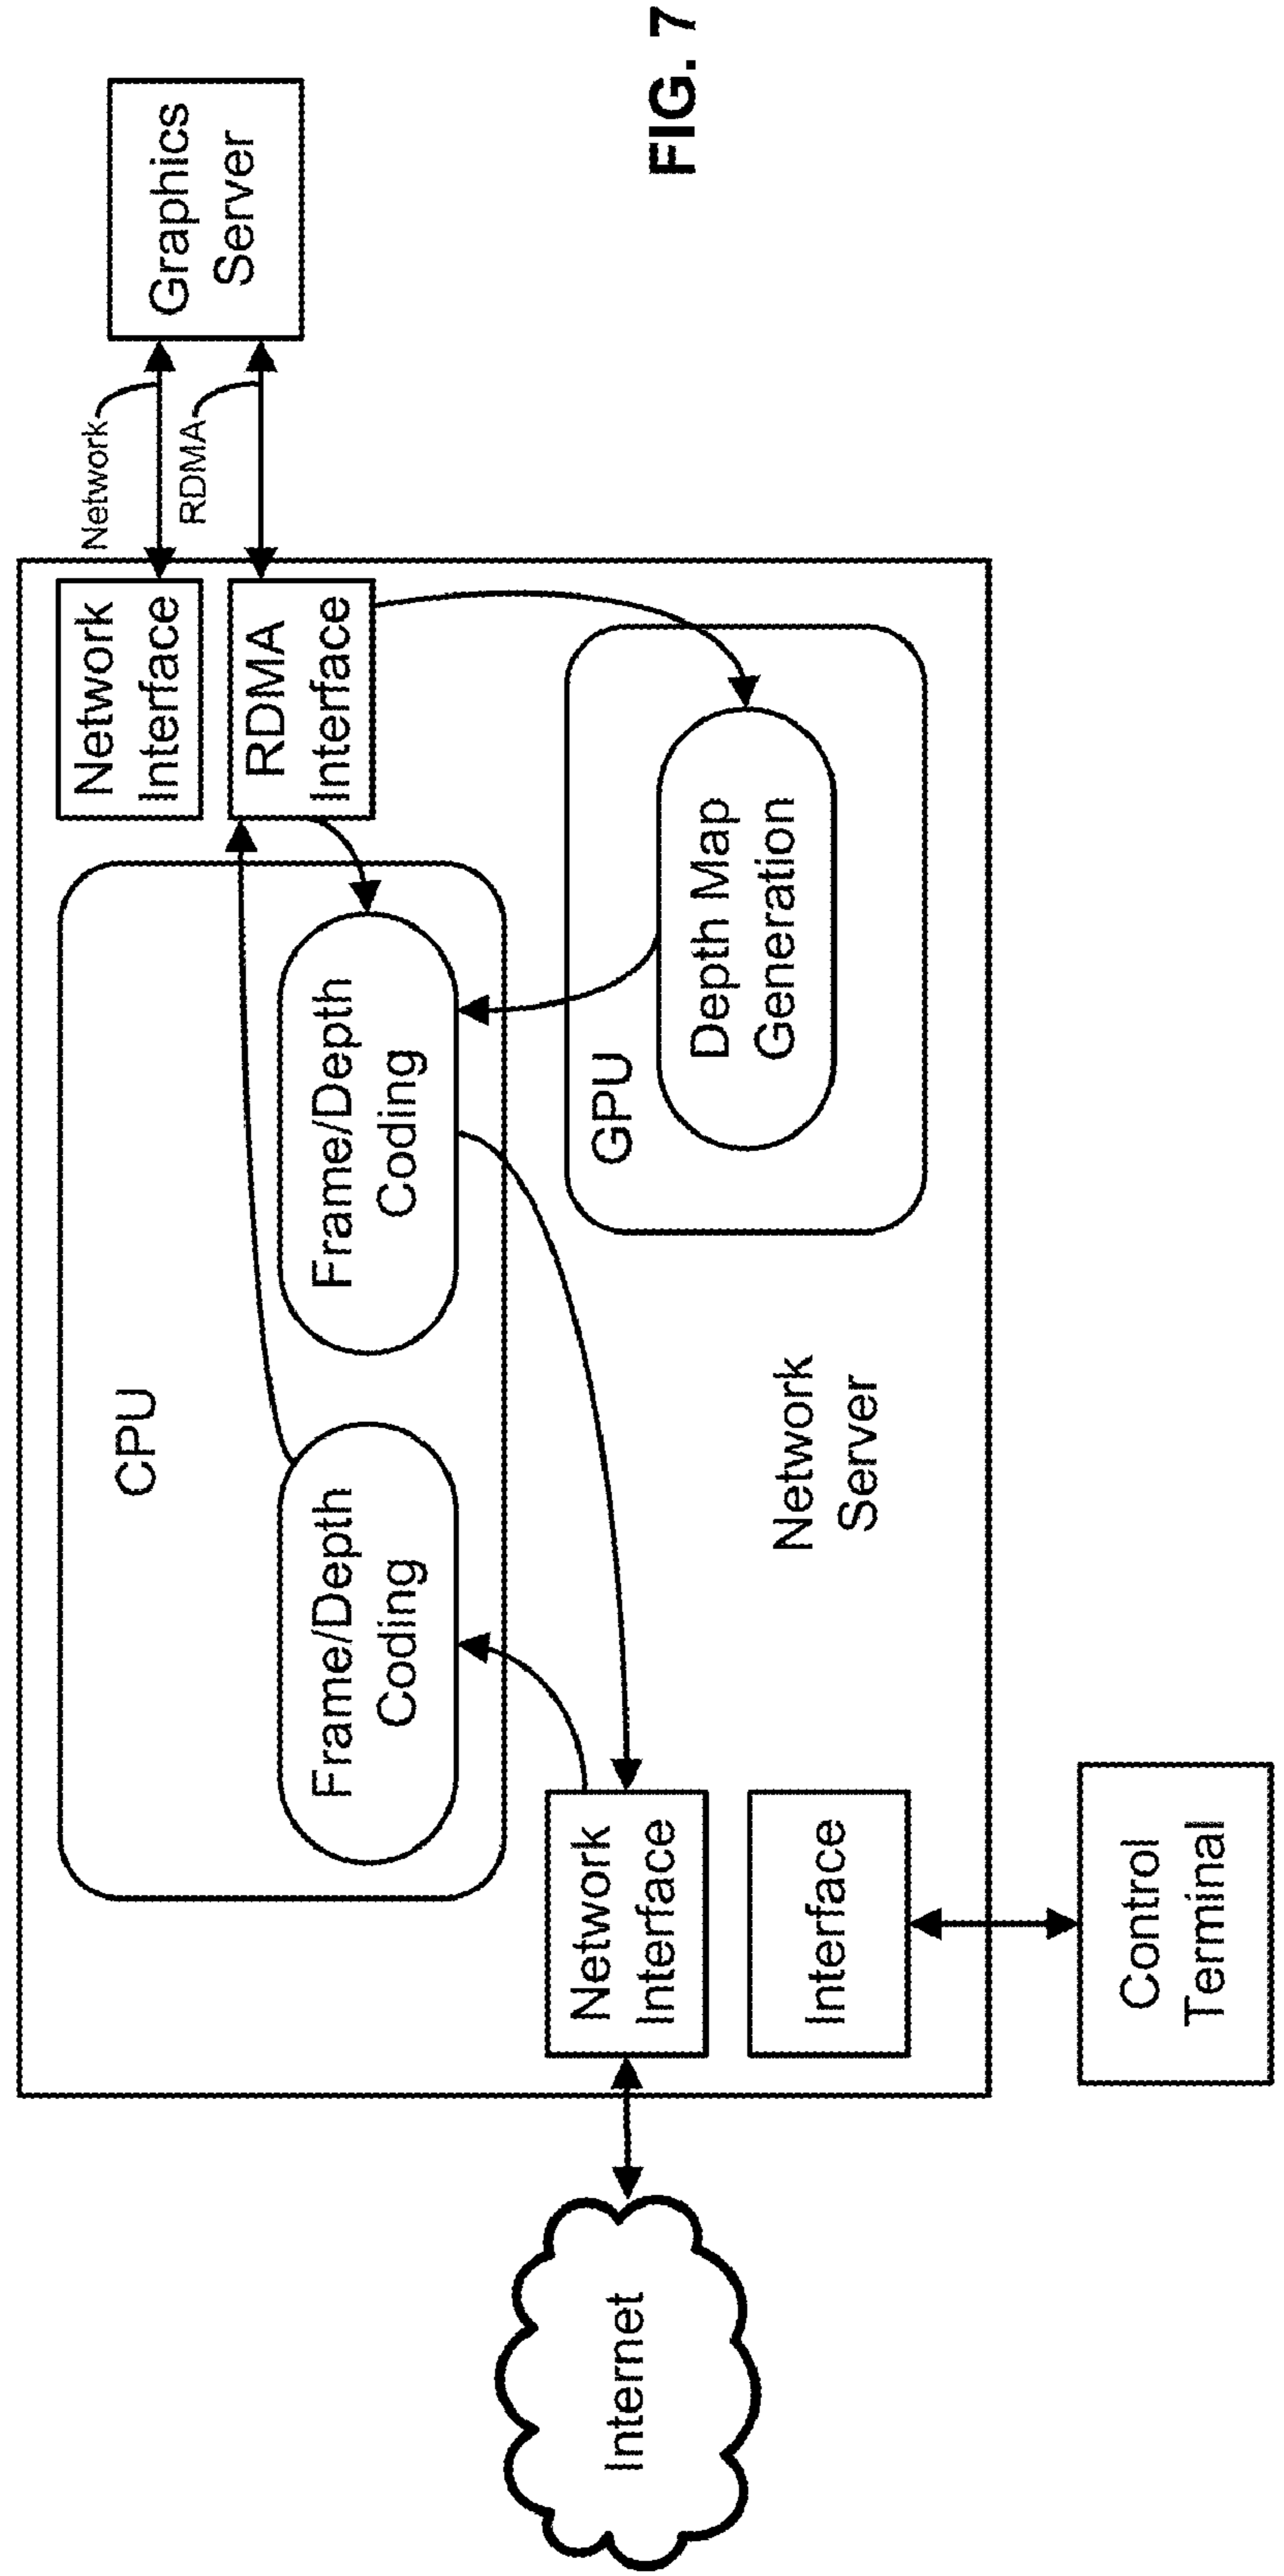 CPU
Frame/Depth
Coding
Frame/Depth
Coding
Network
Interface
RDMA
Interface
Network
RDMA
Graphics
Server
GPU
Depth Map
Generation
Internet
Network
Interface
Interface
Network
Server
Control
Terminal
FIG. 7